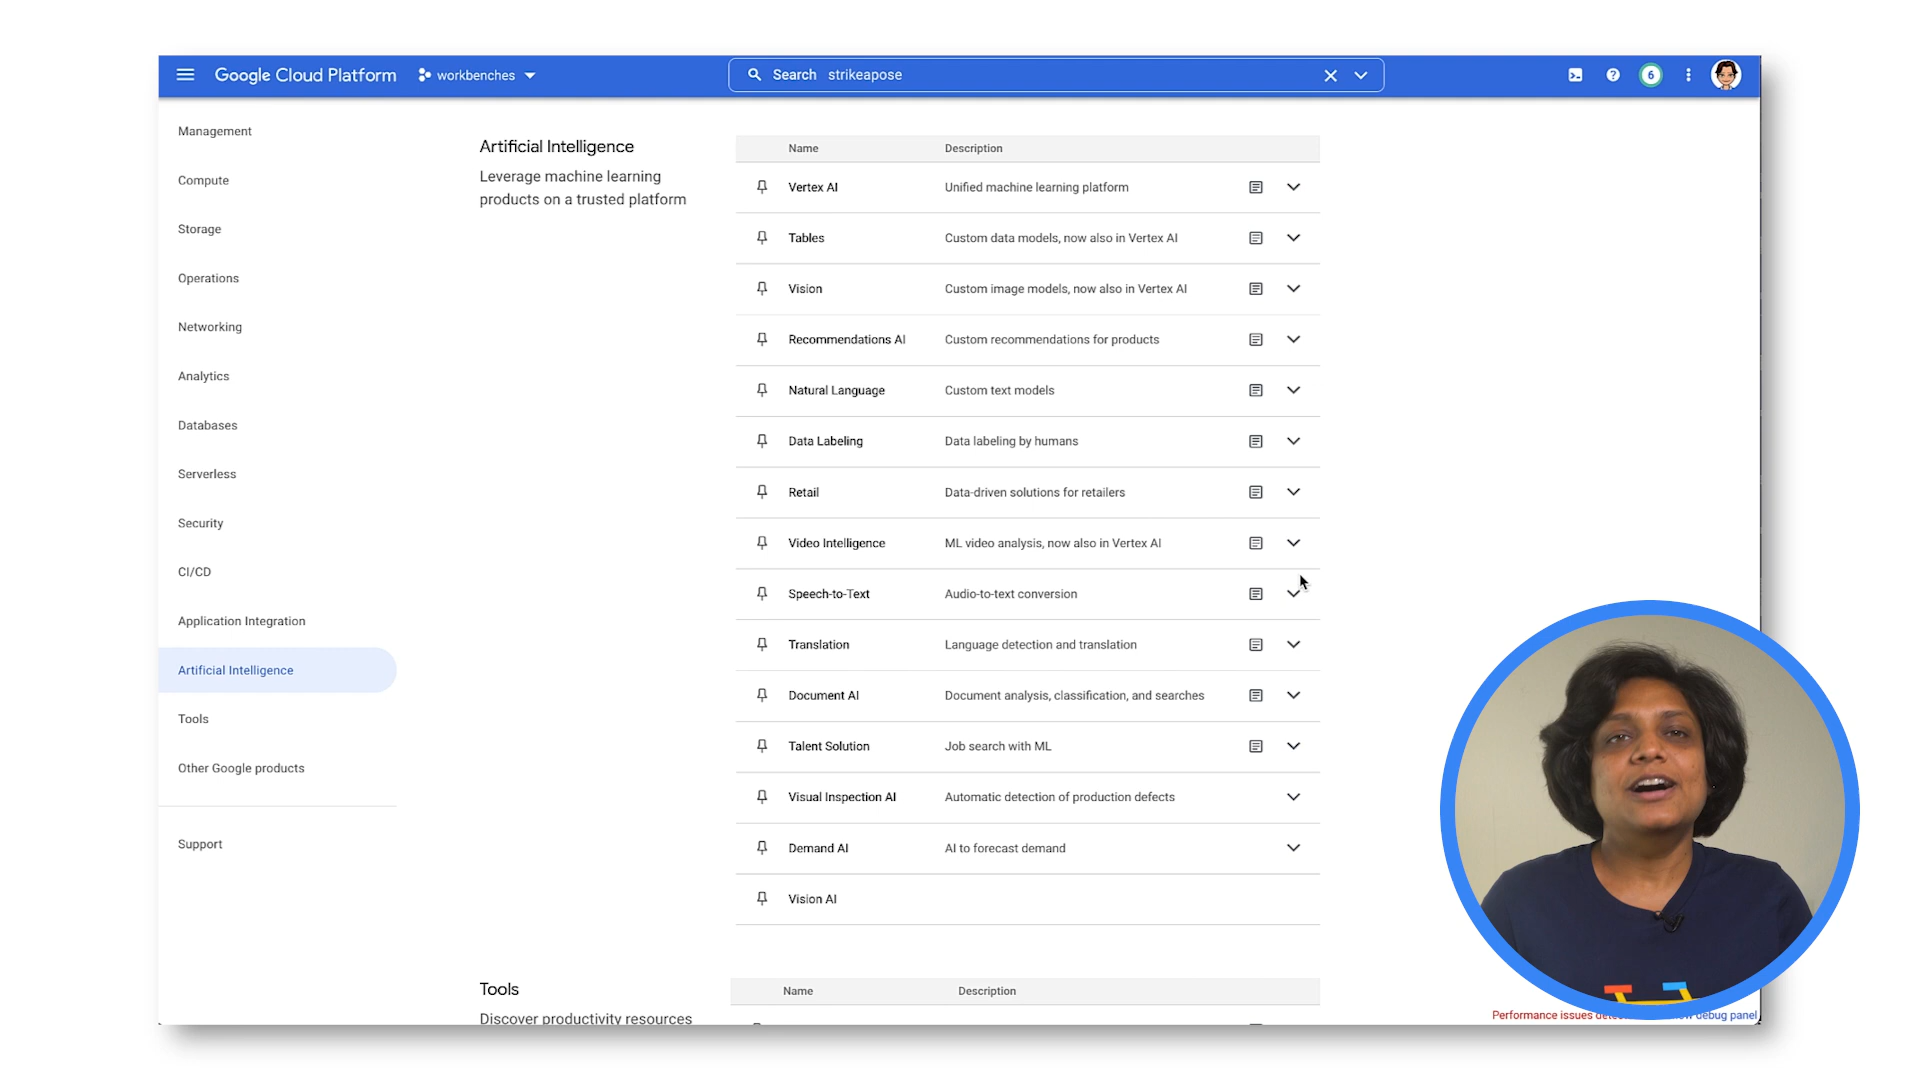 Google Cloud Platform
workbenches
Search strikeapose
6
Management
Compute
Storage
Operations
Networking
Analytics
Databases
Serverless
Security
CI/CD
Application Integration
Artificial Intelligence
Tools
Other Google products
Support
Artificial Intelligence
Leverage machine learning
products on a trusted platform
Name Description
Vertex AI Unified machine learning platform
Tables Custom data models, now also in Vertex AI
Vision Custom image models, now also in Vertex AI
Recommendations AI Custom recommendations for products
Natural Language Custom text models
Data Labeling Data labeling by humans
Retail Data-driven solutions for retailers
Video Intelligence ML video analysis, now also in Vertex AI
Speech-to-Text Audio-to-text conversion
Translation Language detection and translation
Document AI Document analysis, classification, and searches
Talent Solution Job search with ML
Visual Inspection AI Automatic detection of production defects
Demand AI AI to forecast demand
Vision AI
Tools
Discover productivity resources
Name Description
Performance issues debug panel